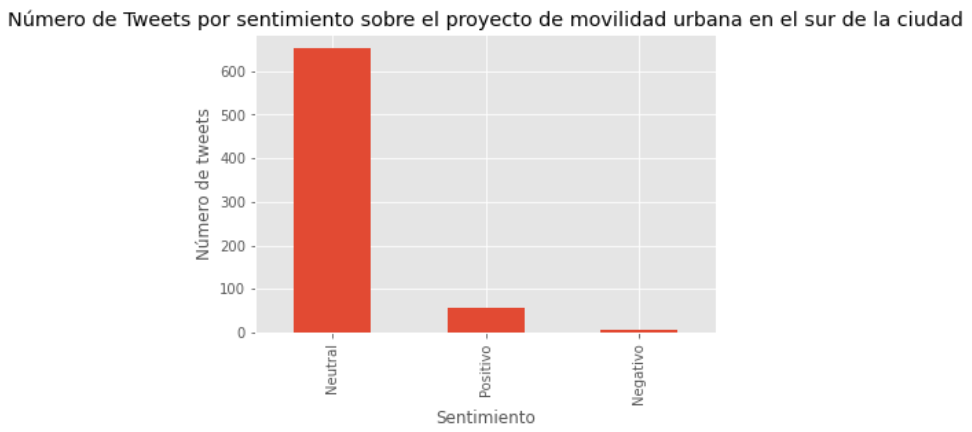 Número de Tweets por sentimiento sobre el proyecto de movilidad urbana en el sur de la ciudad
Número de tweets
600
500
400
300
200
100
0
Neutral
Positivo
Negativo
Sentimiento